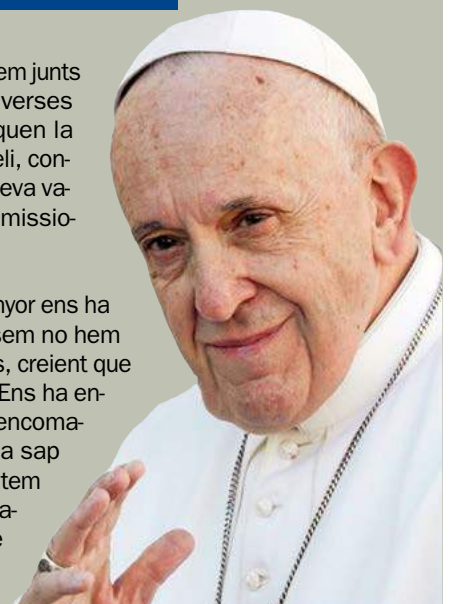 em junts
verses
quen la
eli, con-
eva va-
missio-
nyor ens ha
sem no hem
s, creient que
Ens ha en-
encoma-
a sap
tem
a-
e